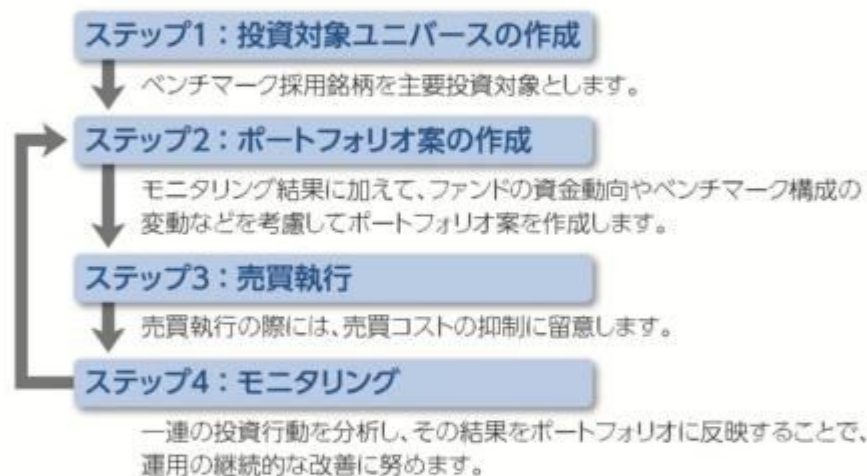 ステップ1：投資対象ユニバースの作成
ベンチマーク採用銘柄を主要投資対象とします。
ステップ2：ポートフォリオ案の作成
モニタリング結果に加えて、ファンドの資金動向やベンチマーク構成の
変動などを考慮してポートフォリオ案を作成します。
ステップ3：売買執行
売買執行の際には、売買コストの抑制に留意します。
ステップ4：モニタリング
一連の投資行動を分析し、その結果をポートフォリオに反映することで、
運用の継続的な改善に努めます。